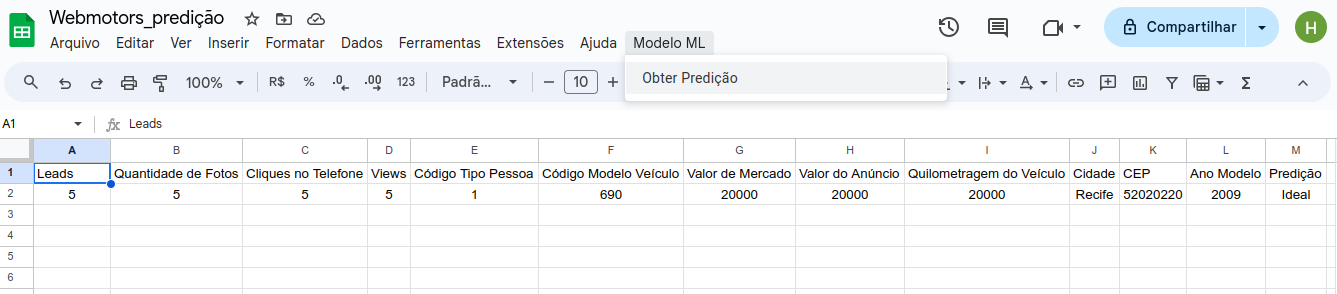 Webmotors_predição
Arquivo Editar Ver Inserir Formatar Dados Ferramentas Extensões Ajuda Modelo ML
Compartilhar
H
Obter Predição
100% R$ % .0 .00 123 Padrã... 10
A1 fx Leads
A B C D E F G H I J K L M
1 Leads Quantidade de Fotos Cliques no Telefone Views Código Tipo Pessoa Código Modelo Veículo Valor de Mercado Valor do Anúncio Quilometragem do Veículo Cidade CEP Ano Modelo Predição
2 5 5 5 5 1 690 20000 20000 20000 Recife 52020220 2009 Ideal
3
4
5
6